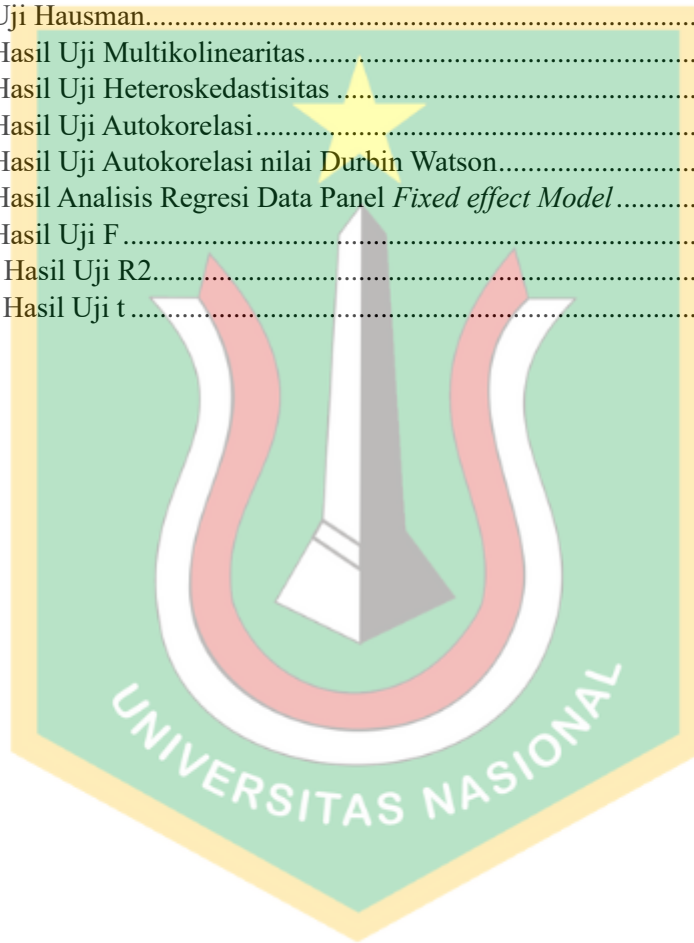 Uji Hausman..............................................................................
Hasil Uji Multikolinearitas.......................................................
Hasil Uji Heteroskedastisitas ..................................................
Hasil Uji Autokorelasi..............................................................
Hasil Uji Autokorelasi nilai Durbin Watson............................
Hasil Analisis Regresi Data Panel Fixed effect Model............
Hasil Uji F ................................................................................
Hasil Uji R2..............................................................................
Hasil Uji t .................................................................................
UNIVERSITAS NASIONAL